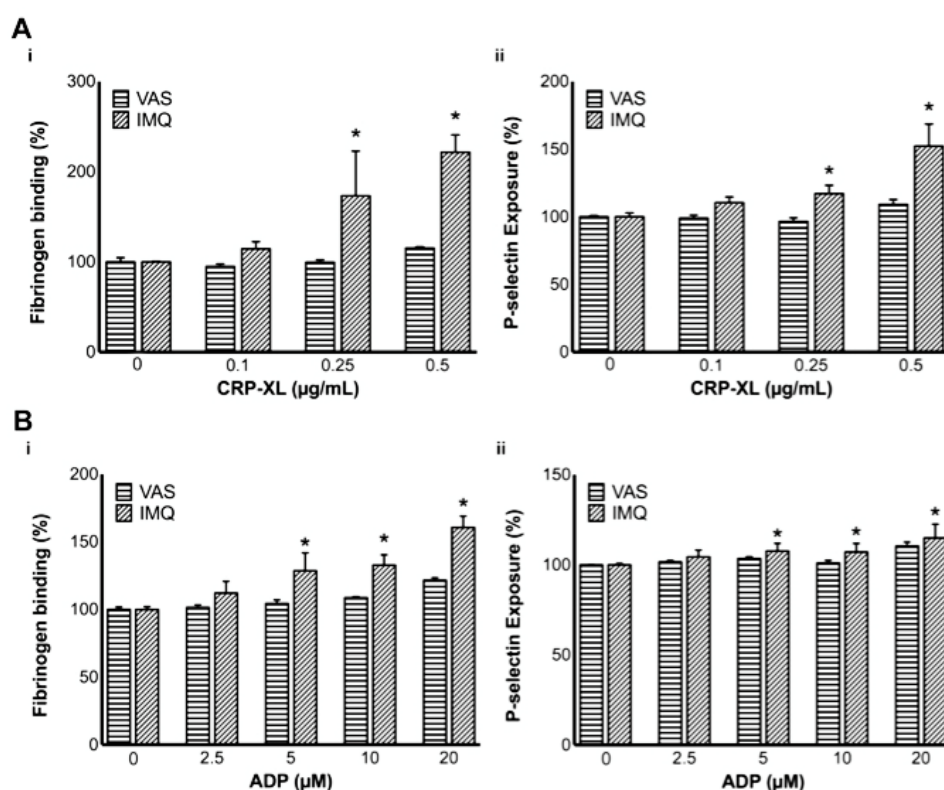 A
i
300
200
100
0
Fibrinogen binding (%)
VAS
IMQ
*
*
0
0.1
0.25
0.5
CRP-XL (µg/mL)
ii
200
150
100
50
0
P-selectin Exposure (%)
VAS
IMQ
*
*
0
0.1
0.25
0.5
CRP-XL (µg/mL)
B
i
200
150
100
50
0
Fibrinogen binding (%)
VAS
IMQ
*
*
*
0
2.5
5
10
20
ADP (µM)
ii
150
100
50
0
P-selectin Exposure (%)
VAS
IMQ
*
*
*
0
2.5
5
10
20
ADP (µM)